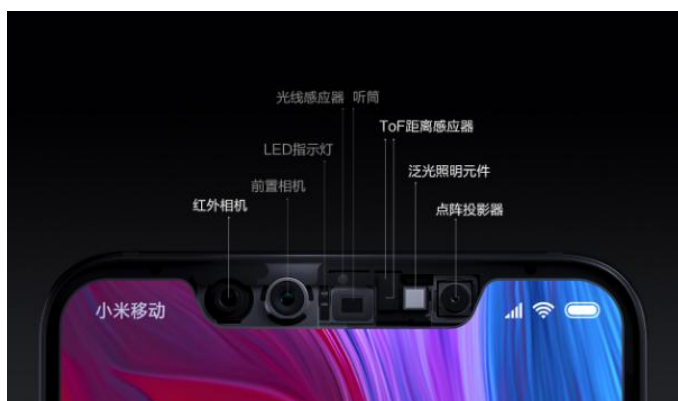 光线感应器 听筒
ToF距离感应器
LED指示灯
泛光照明元件
前置相机
红外相机
点阵投影器
小米移动